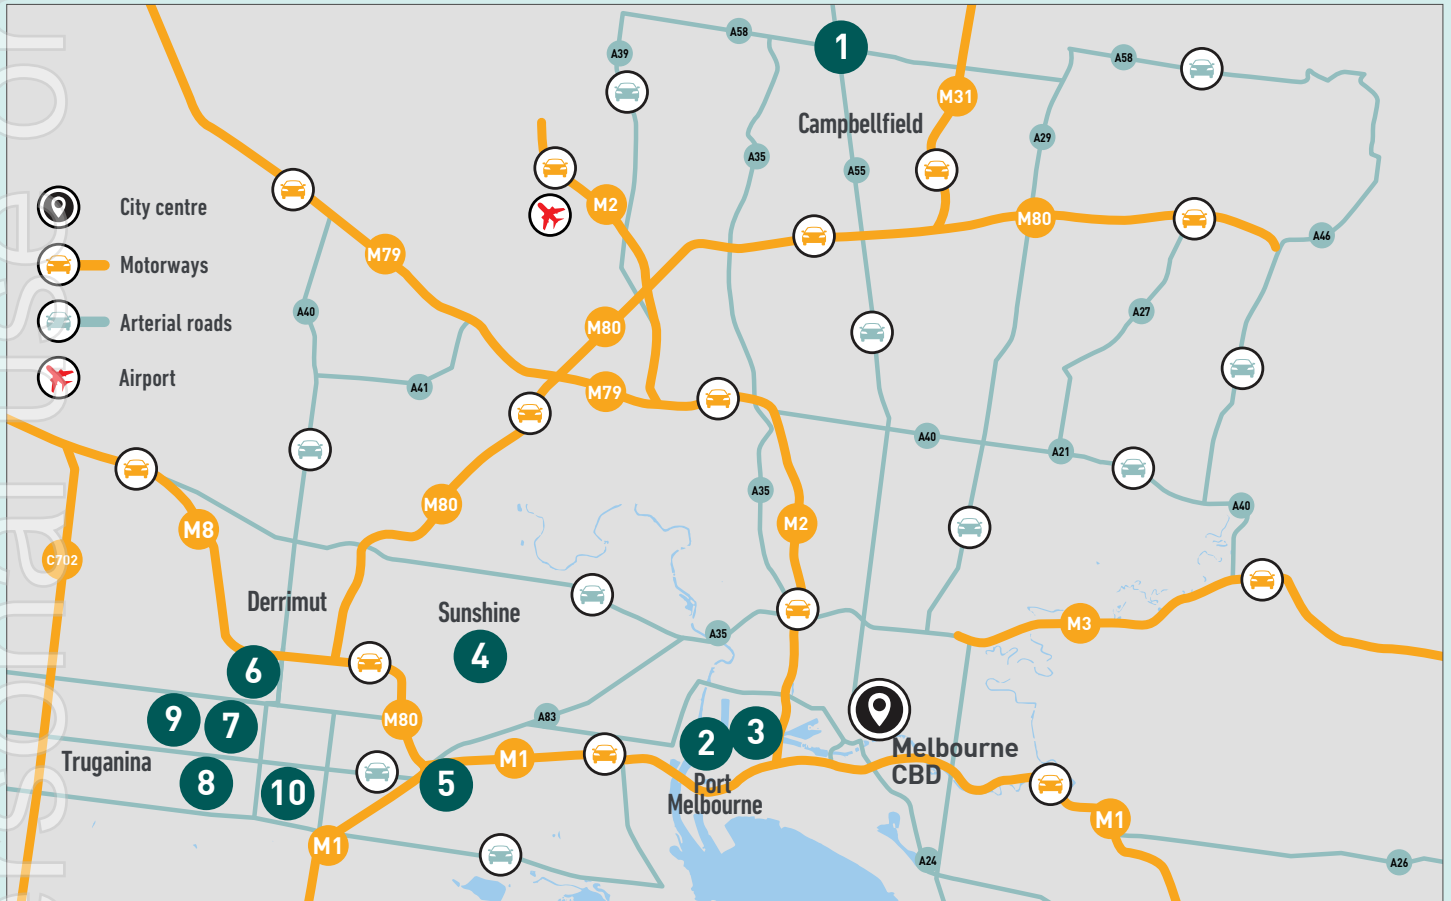 A58
A39
1
A58
M31
Campbellfield
A29
A35
A55
M2
City centre
M80
A46
Motorways
M79
A40
A27
Arterial roads
M80
Airport
A41
M79
A40
A21
A35
M80
A40
M2
M8
C702
Derrimut
Sunshine
M3
A35
4
6
9
7
M80
A83
2
3
Melbourne
CBD
Truganina
M1
8
10
5
Port
Melbourne
M1
M1
A24
A26
ersonal use or